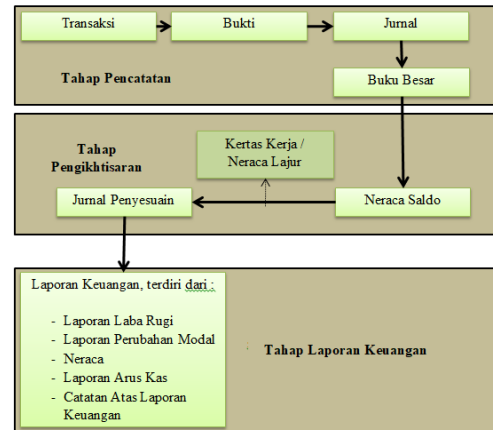 Transaksi
Bukti
Jurnal
Tahap Pencatatan
Buku Besar
Tahap
Pengikhtisaran
Kertas Kerja /
Neraca Lajur
Jurnal Penyesuain
Neraca Saldo
Laporan Keuangan, terdiri dari :
- Laporan Laba Rugi
- Laporan Perubahan Modal
- Neraca
- Laporan Arus Kas
- Catatan Atas Laporan
Keuangan
Tahap Laporan Keuangan